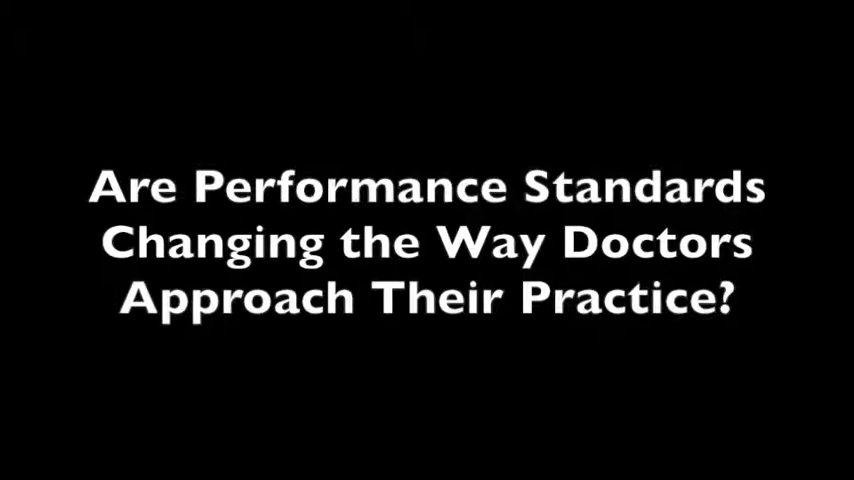 Are Performance Standards
Changing the Way Doctors
Approach Their Practice?